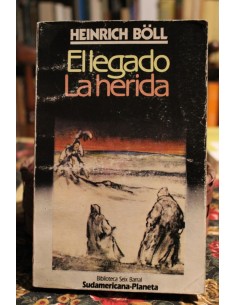 HEINRICH BÖLL
El legado
La herida
Biblioteca Seix Barral
Sudamericana-Planeta